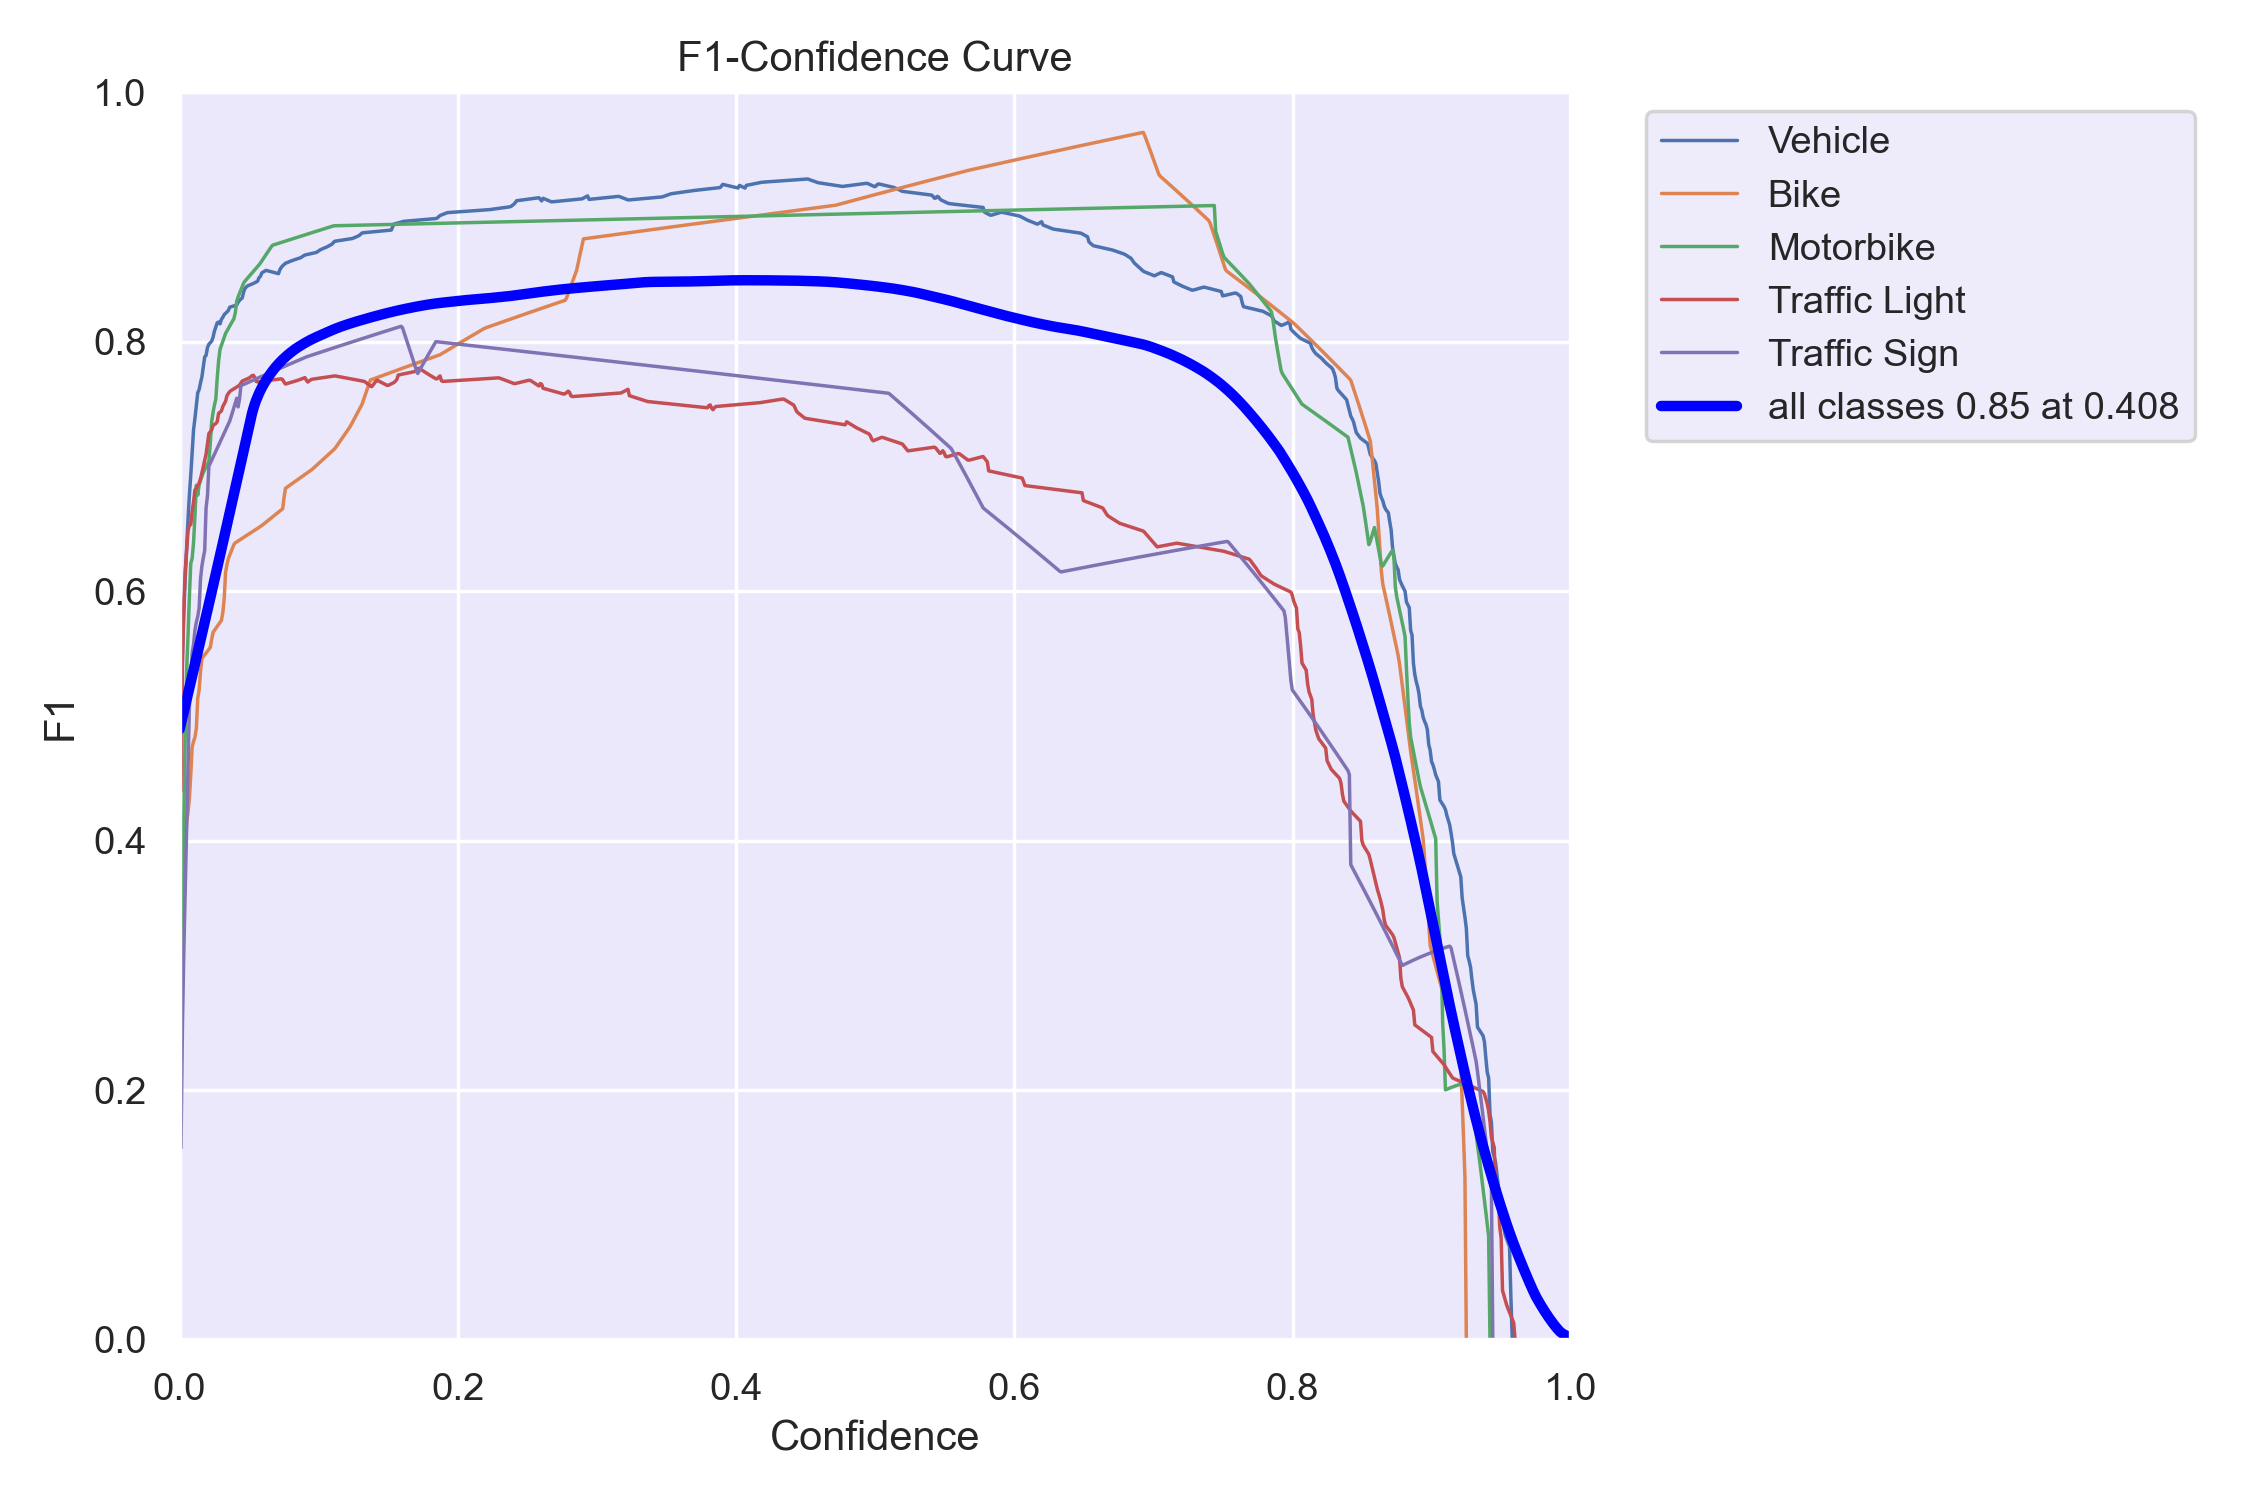 F1-Confidence Curve
1.0
0.8
0.6
0.4
0.2
0.0
F1
0.0 0.2 0.4 0.6 0.8 1.0
Confidence
Vehicle
Bike
Motorbike
Traffic Light
Traffic Sign
all classes 0.85 at 0.408